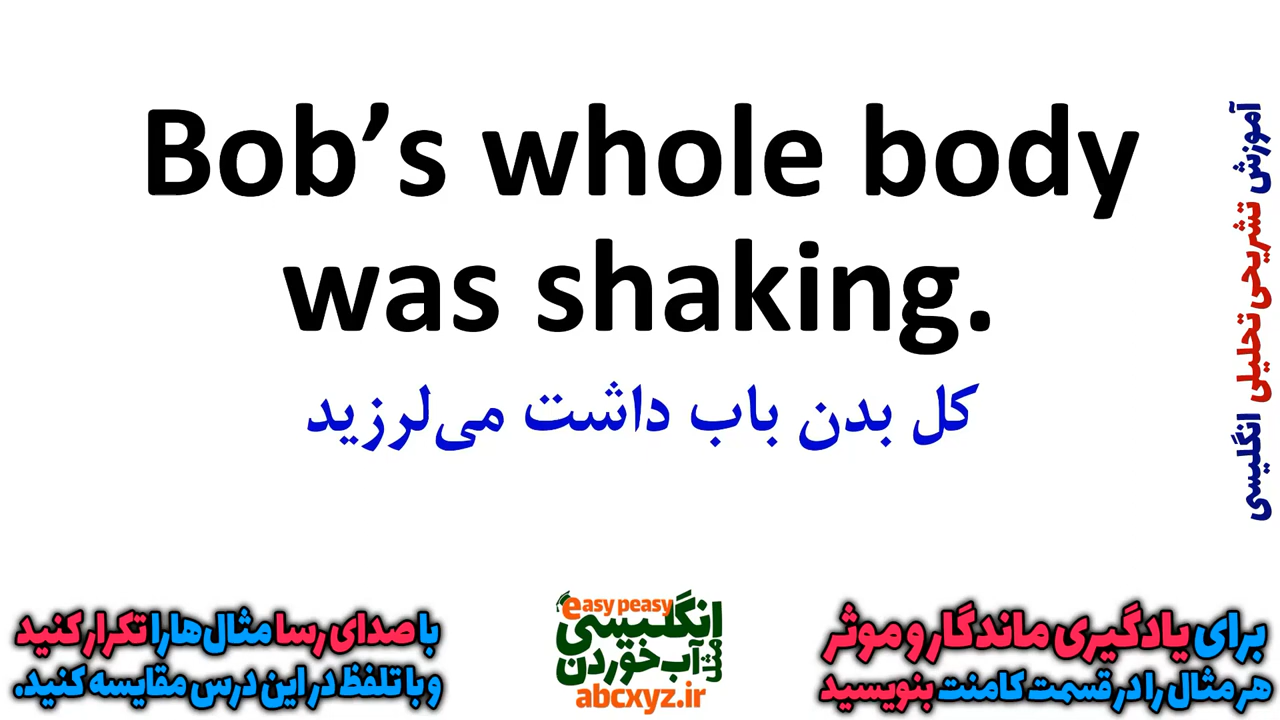 Bob’s whole body
was shaking.
کل بدن باب داشت می‌لرزید
آموزش تشریحی تحلیلی انگلیسی
برای یادگیری ماندگار و موثر
هر مثال را در قسمت کامنت بنویسید
easy peasy
انگلیسی
مثل آب خوردن
abcxyz.ir
با صدای رسا مثال‌ها را تکرار کنید
و با تلفظ در این درس مقایسه کنید.